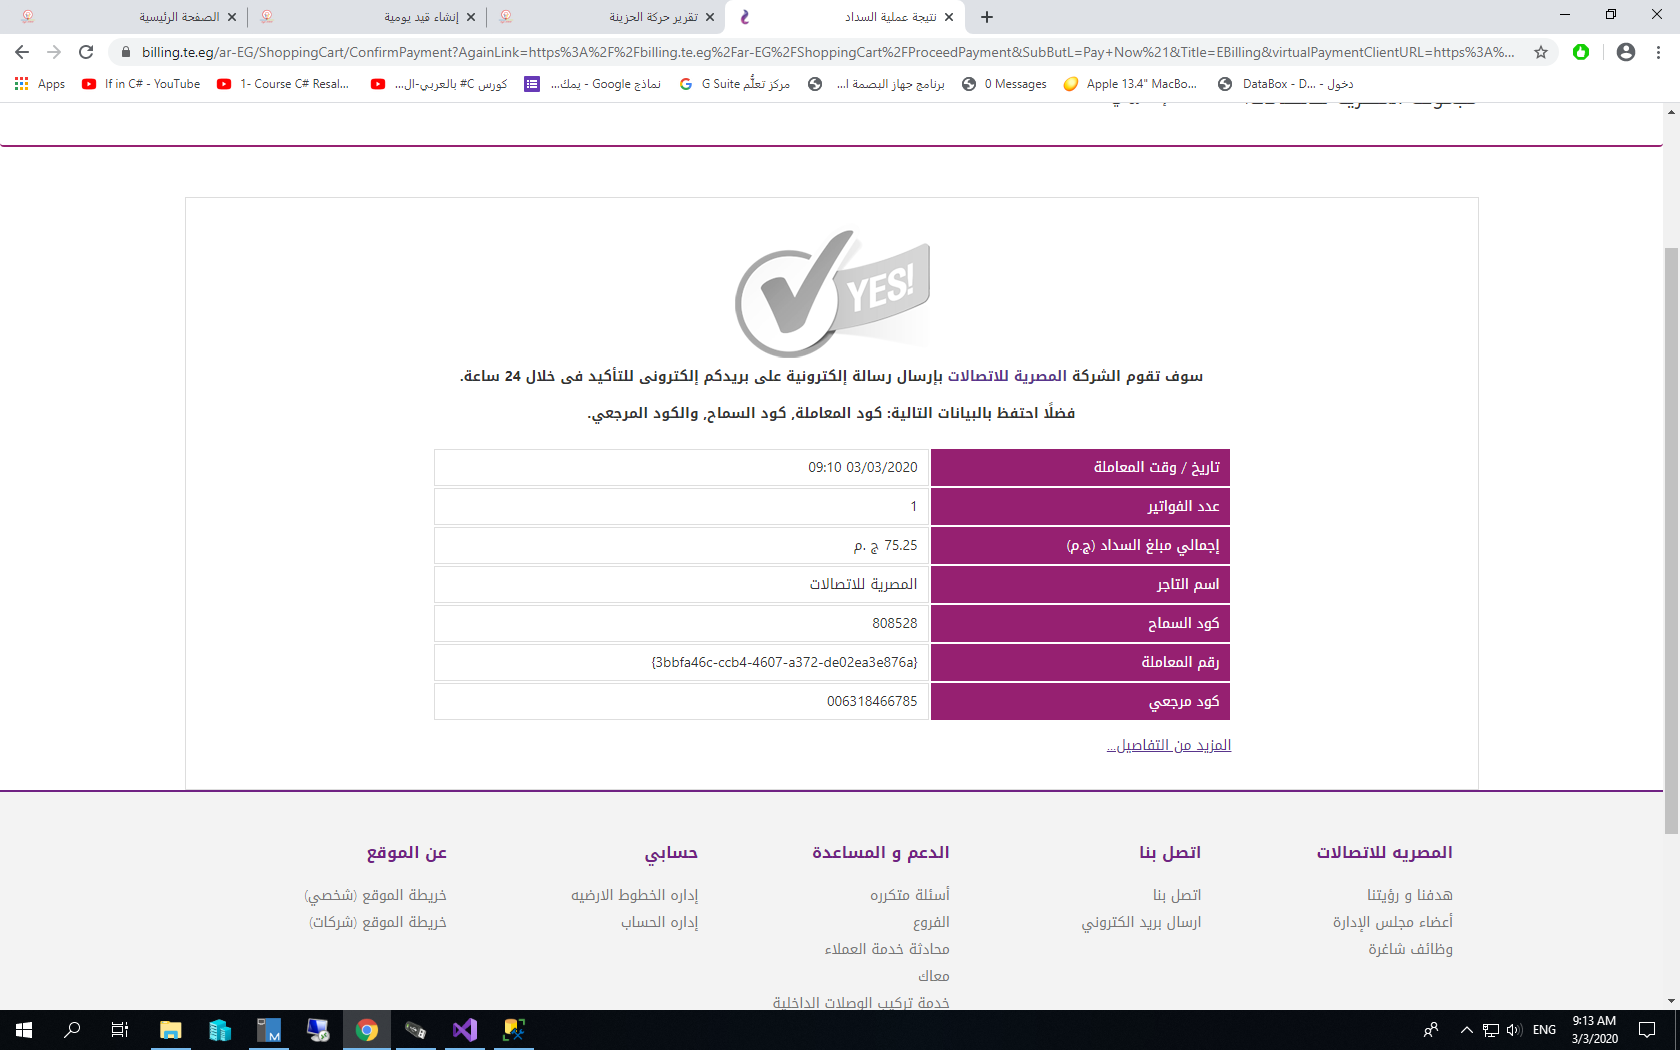 الصفحة الرئيسية
إنشاء قيد يومية
تقرير حركة الخزينة
نتيجة عملية السداد
billing.te.eg/ar-EG/ShoppingCart/ConfirmPayment?AgainLink=https%3A%2F%2Fbilling.te.eg%2Far-EG%2FShoppingCart%2FProceedPayment&SubButL=Pay+Now%21&Title=EBilling&virtualPaymentClientURL=https%3A%...
Apps
If in C# - YouTube
1- Course C# Resal...
كورس C# بالعربي-ال...
نماذج Google - يمك...
مركز تعلُّم G Suite
برنامج جهاز البصمة ا...
0 Messages
Apple 13.4" MacBo...
دخول - DataBox - D...
YES!
سوف تقوم الشركة المصرية للاتصالات بإرسال رسالة إلكترونية على بريدكم إلكترونى للتأكيد فى خلال 24 ساعة.
فضلًا احتفظ بالبيانات التالية: كود المعاملة, كود السماح, والكود المرجعي.
تاريخ / وقت المعاملة 03/03/2020 09:10
عدد الفواتير 1
إجمالي مبلغ السداد (ج.م) 75.25 ج .م
اسم التاجر المصرية للاتصالات
كود السماح 808528
رقم المعاملة {3bbfa46c-ccb4-4607-a372-de02ea3e876a}
كود مرجعي 006318466785
المزيد من التفاصيل...
المصريه للاتصالات
هدفنا و رؤيتنا
أعضاء مجلس الإدارة
وظائف شاغرة
اتصل بنا
اتصل بنا
ارسال بريد الكتروني
الدعم و المساعدة
أسئلة متكرره
الفروع
محادثة خدمة العملاء
معاك
خدمة تركيب الوصلات الداخلية
حسابي
إداره الخطوط الارضيه
إداره الحساب
عن الموقع
خريطة الموقع (شخصي)
خريطة الموقع (شركات)
ENG
9:13 AM
3/3/2020